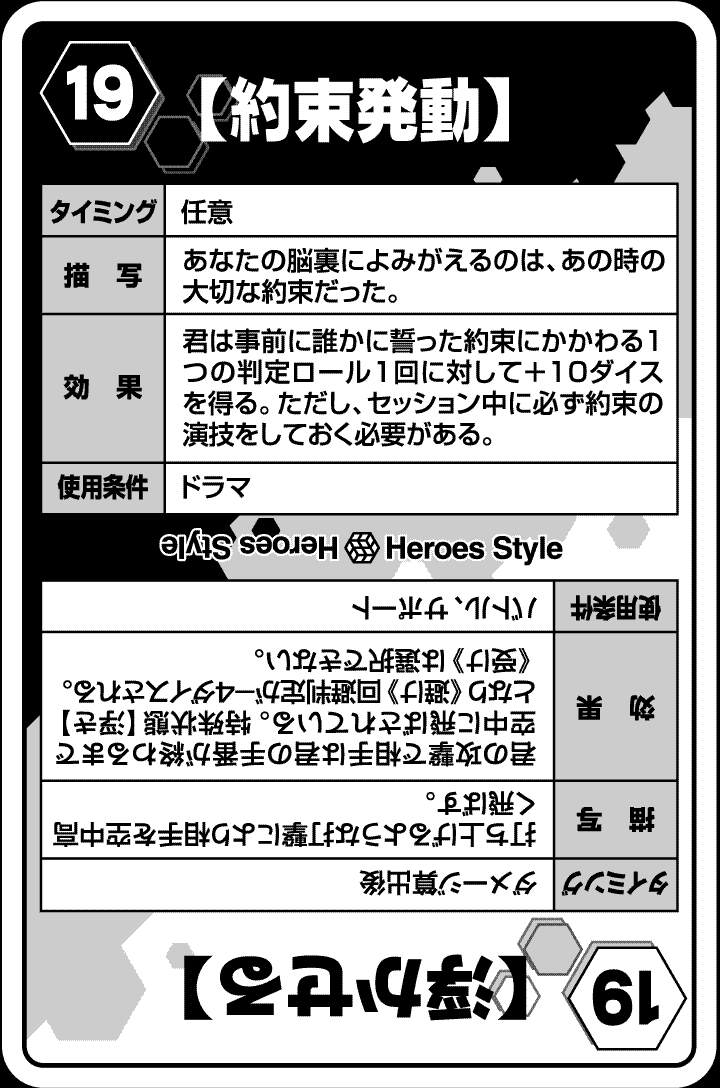 19
【約束発動】
タイミング 任意
描 写 あなたの脳裏によみがえるのは、あの時の
大切な約束だった。
効 果 君は事前に誰かに誓った約束にかかわる1
つの判定ロール1回に対して+10ダイス
を得る。ただし、セッション中に必ず約束の
演技をしておく必要がある。
使用条件 ドラマ
Heroes Style
Heroes Style
19
【浮かせる】
タイミング ダメージ算出後
描 写 打ち上げるような打撃により相手を空中高
く飛ばす。
効 果 君の攻撃で相手は君の手番が終わるまで
空中に飛ばされている。特殊状態【浮き】
となり《避け》回避判定が-4ダイスされる。
《受け》は選択できない。
使用条件 バトル、サポート